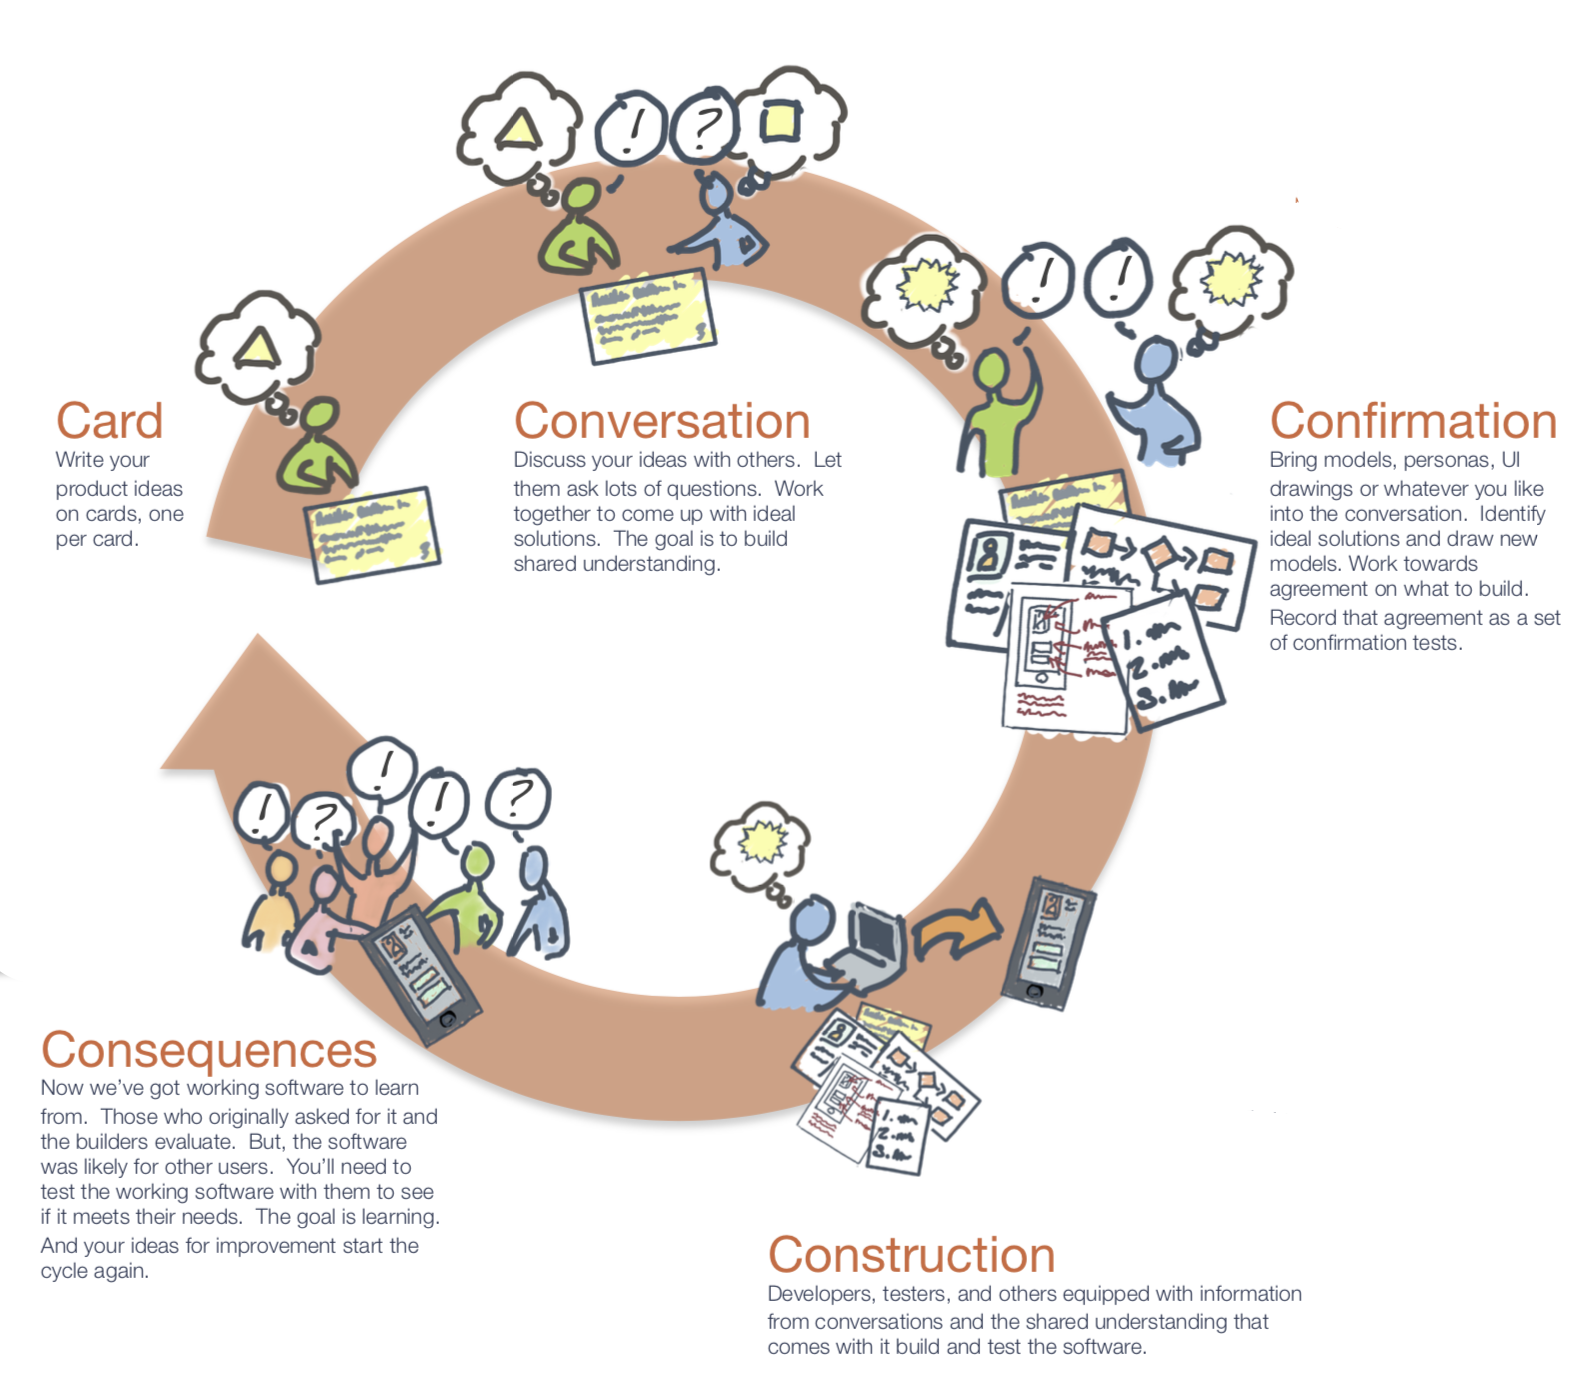 Card
Write your
product ideas
on cards, one
per card.
Conversation
Discuss your ideas with others.  Let
them ask lots of questions.  Work
together to come up with ideal
solutions.  The goal is to build
shared understanding.
Confirmation
Bring models, personas, UI
drawings or whatever you like
into the conversation.  Identify
ideal solutions and draw new
models. Work towards
agreement on what to build.
Record that agreement as a set
of confirmation tests.
! ?
! !
1.
2.
3.
! ? ! ! ?
Consequences
Now we've got working software to learn
from.  Those who originally asked for it and
the builders evaluate.  But, the software
was likely for other users.  You'll need to
test the working software with them to see
if it meets their needs.  The goal is learning.
And your ideas for improvement start the
cycle again.
1.
2.
3.
Construction
Developers, testers, and others equipped with information
from conversations and the shared understanding that
comes with it build and test the software.